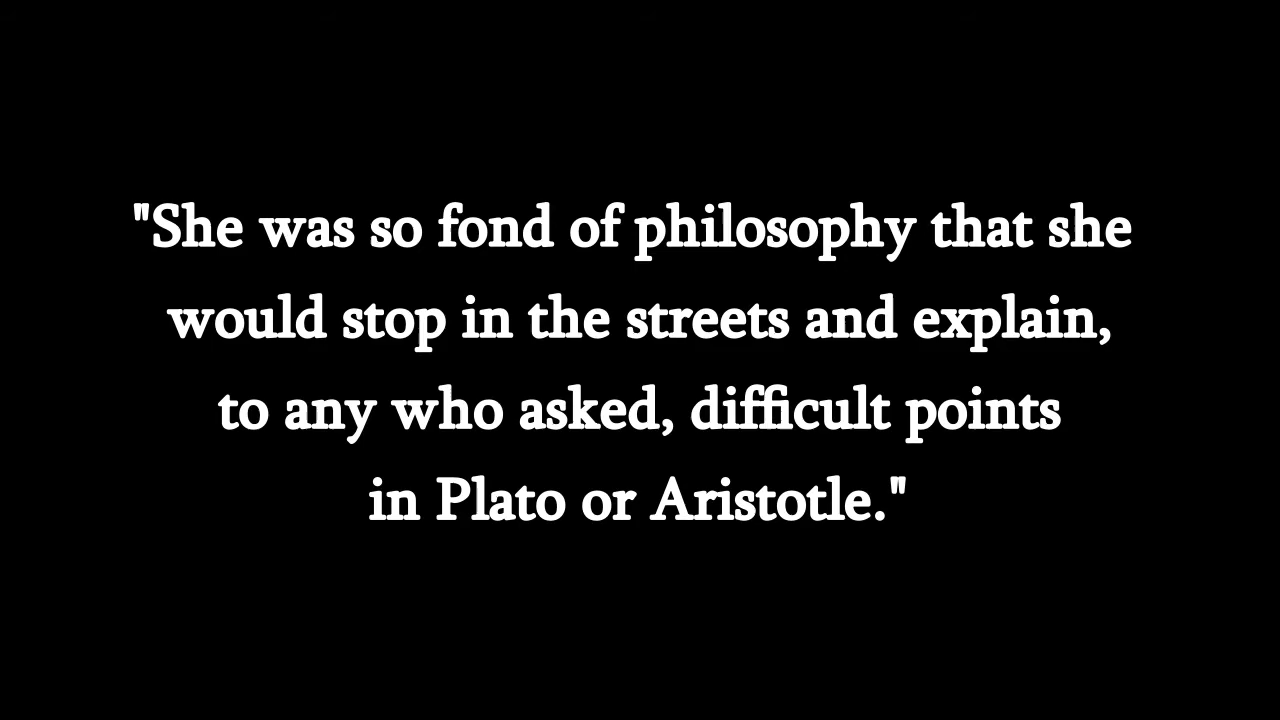 "She was so fond of philosophy that she
would stop in the streets and explain,
to any who asked, difficult points
in Plato or Aristotle."